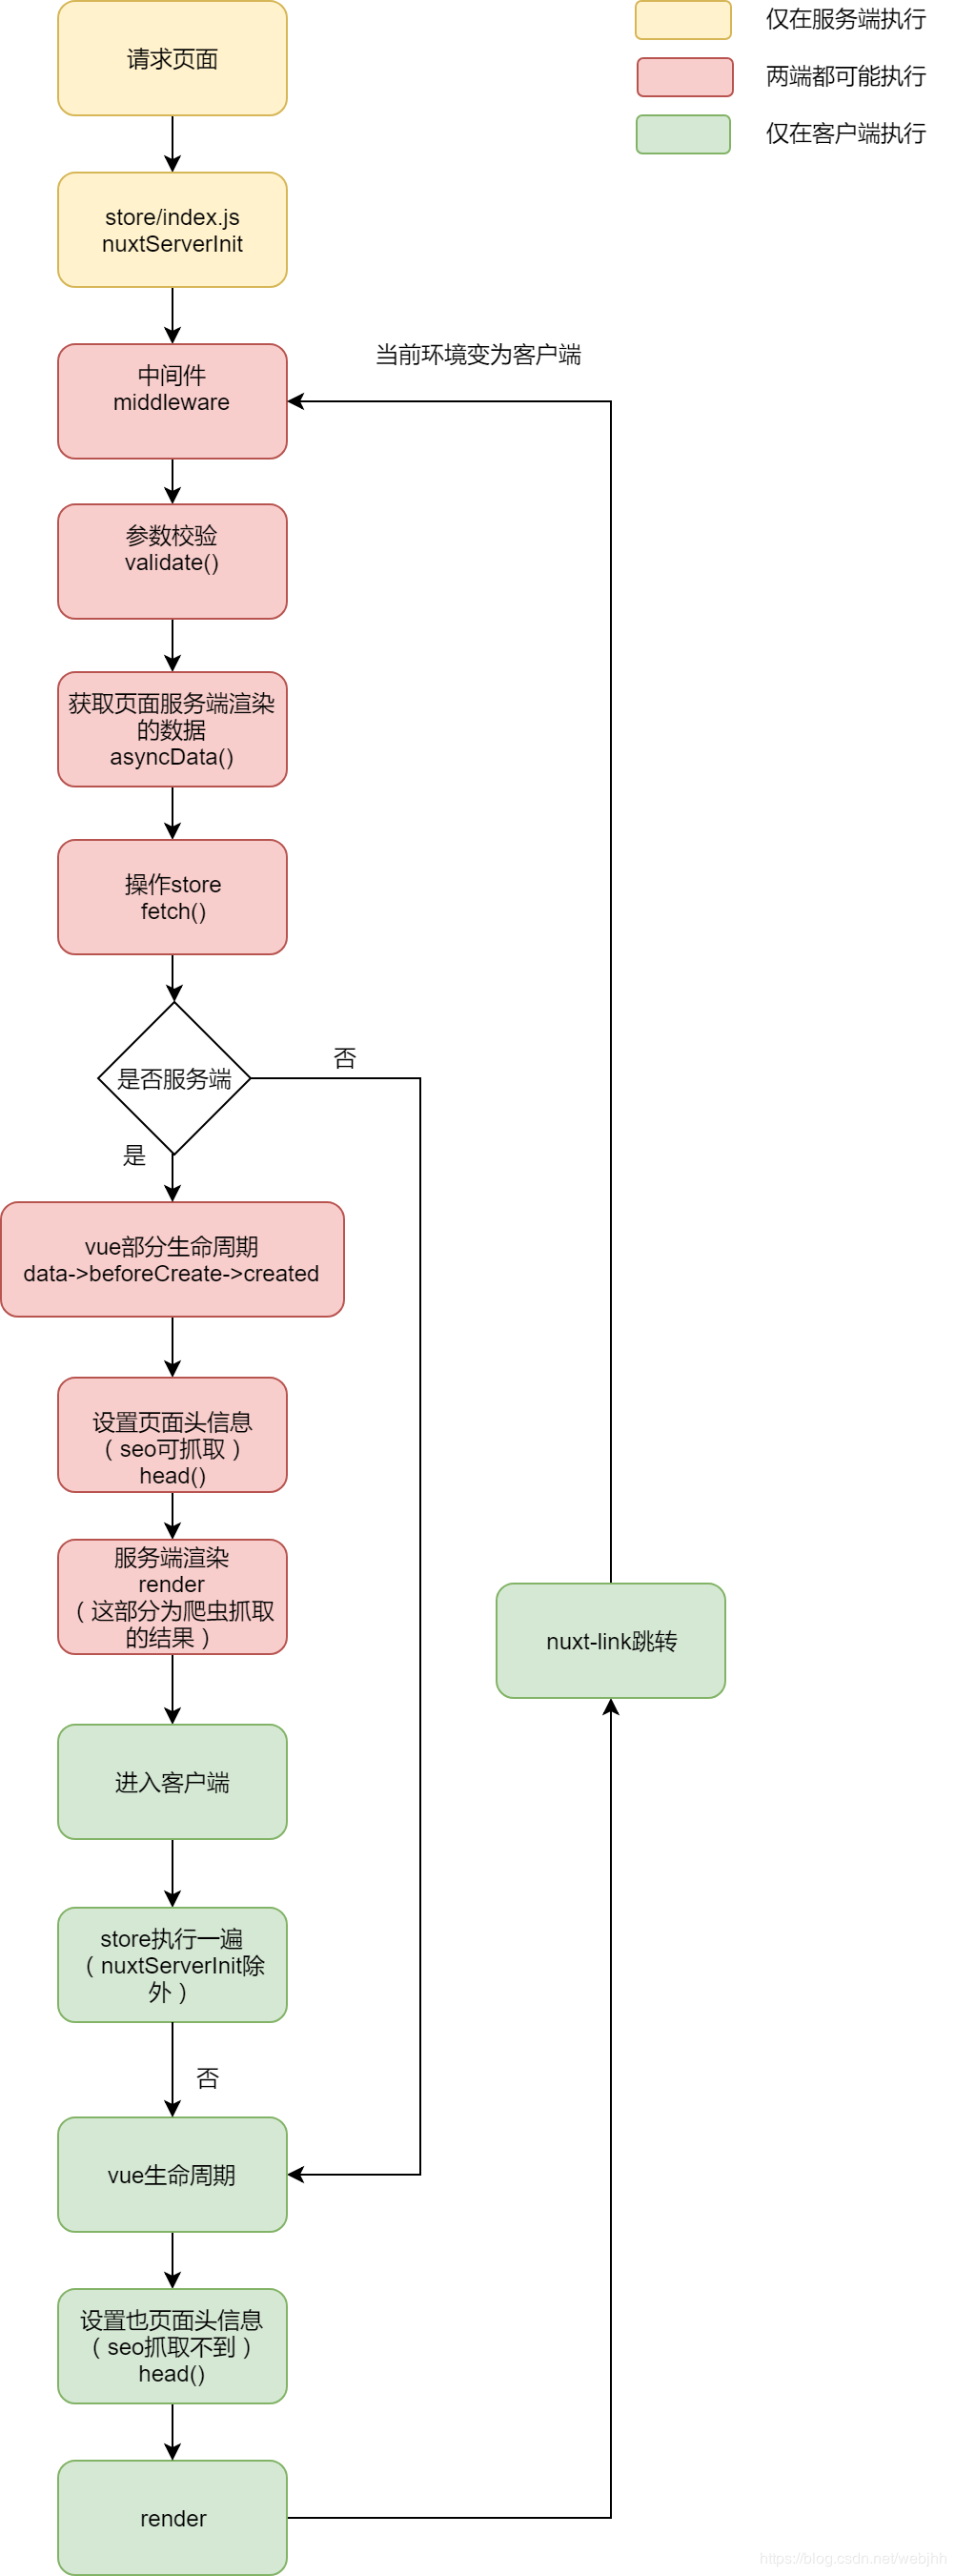 请求页面
仅在服务端执行
两端都可能执行
仅在客户端执行
store/index.js
nuxtServerInit
当前环境变为客户端
中间件
middleware
参数校验
validate()
获取页面服务端渲染
的数据
asyncData()
操作store
fetch()
是否服务端
否
是
vue部分生命周期
data->beforeCreate->created
设置页面头信息
（seo可抓取）
head()
服务端渲染
render
（这部分为爬虫抓取
的结果）
nuxt-link跳转
进入客户端
store执行一遍
（nuxtServerInit除
外）
否
vue生命周期
设置也页面头信息
（seo抓取不到）
head()
render
https://blog.csdn.net/webjhh